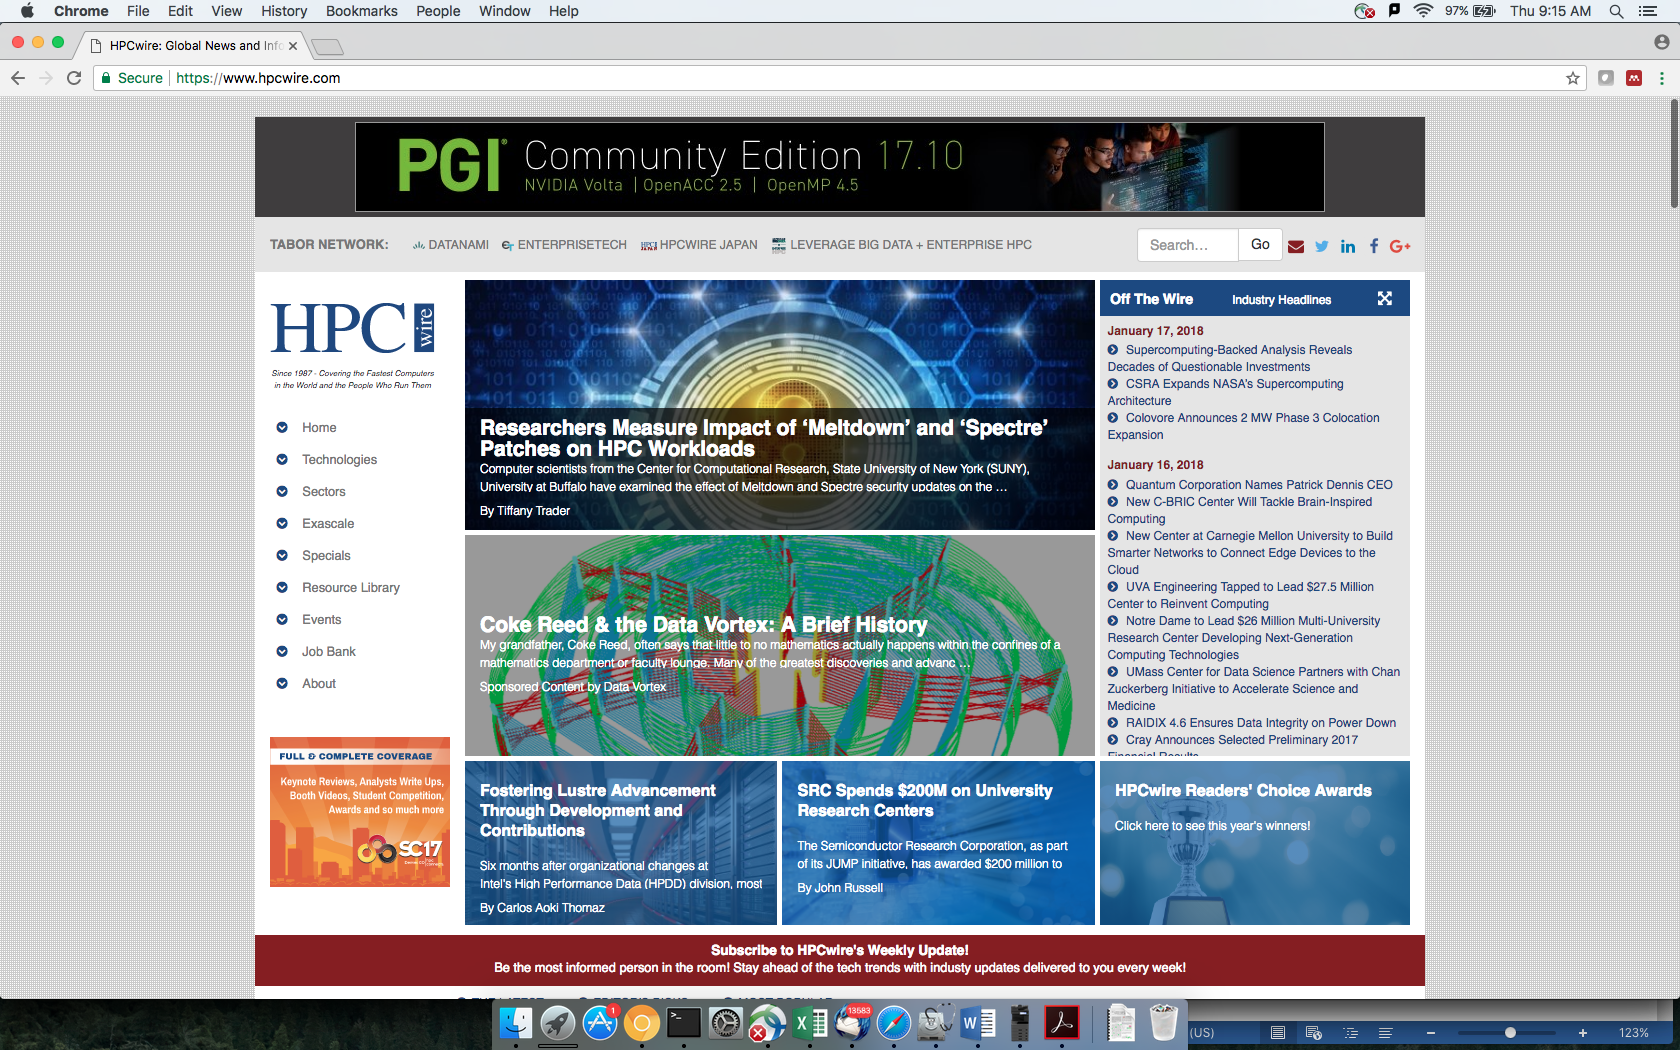 Chrome File Edit View History Bookmarks People Window Help
97% Thu 9:15 AM
HPCwire: Global News and Info
Secure https://www.hpcwire.com
PGI® Community Edition 17.10
NVIDIA Volta | OpenACC 2.5 | OpenMP 4.5
TABOR NETWORK: DATANAMI ENTERPRISETECH HPCWIRE JAPAN LEVERAGE BIG DATA + ENTERPRISE HPC
Search... Go
HPC wire
Since 1987 - Covering the Fastest Computers
in the World and the People Who Run Them
Home
Technologies
Sectors
Exascale
Specials
Resource Library
Events
Job Bank
About
FULL & COMPLETE COVERAGE
Keynote Reviews, Analysts Write Ups,
Booth Videos, Student Competition,
Awards and so much more
SC17
Researchers Measure Impact of ‘Meltdown’ and ‘Spectre’
Patches on HPC Workloads
Computer scientists from the Center for Computational Research, State University of New York (SUNY),
University at Buffalo have examined the effect of Meltdown and Spectre security updates on the ...
By Tiffany Trader
Coke Reed & the Data Vortex: A Brief History
My grandfather, Coke Reed, often says that little to no mathematics actually happens within the confines of a
mathematics department or faculty lounge. Many of the greatest discoveries and advanc ...
Sponsored Content by Data Vortex
Off The Wire Industry Headlines
January 17, 2018
Supercomputing-Backed Analysis Reveals
Decades of Questionable Investments
CSRA Expands NASA's Supercomputing
Architecture
Colovore Announces 2 MW Phase 3 Colocation
Expansion
January 16, 2018
Quantum Corporation Names Patrick Dennis CEO
New C-BRIC Center Will Tackle Brain-Inspired
Computing
New Center at Carnegie Mellon University to Build
Smarter Networks to Connect Edge Devices to the
Cloud
UVA Engineering Tapped to Lead $27.5 Million
Center to Reinvent Computing
Notre Dame to Lead $26 Million Multi-University
Research Center Developing Next-Generation
Computing Technologies
UMass Center for Data Science Partners with Chan
Zuckerberg Initiative to Accelerate Science and
Medicine
RAIDIX 4.6 Ensures Data Integrity on Power Down
Cray Announces Selected Preliminary 2017
Financial Results
Fostering Lustre Advancement
Through Development and
Contributions
Six months after organizational changes at
Intel's High Performance Data (HPDD) division, most
By Carlos Aoki Thomaz
SRC Spends $200M on University
Research Centers
The Semiconductor Research Corporation, as part
of its JUMP initiative, has awarded $200 million to
By John Russell
HPCwire Readers' Choice Awards
Click here to see this year's winners!
Subscribe to HPCwire's Weekly Update!
Be the most informed person in the room! Stay ahead of the tech trends with industy updates delivered to you every week!
THE LATEST EDITOR'S PICKS MOST POPULAR
1
13583
(US)
123%